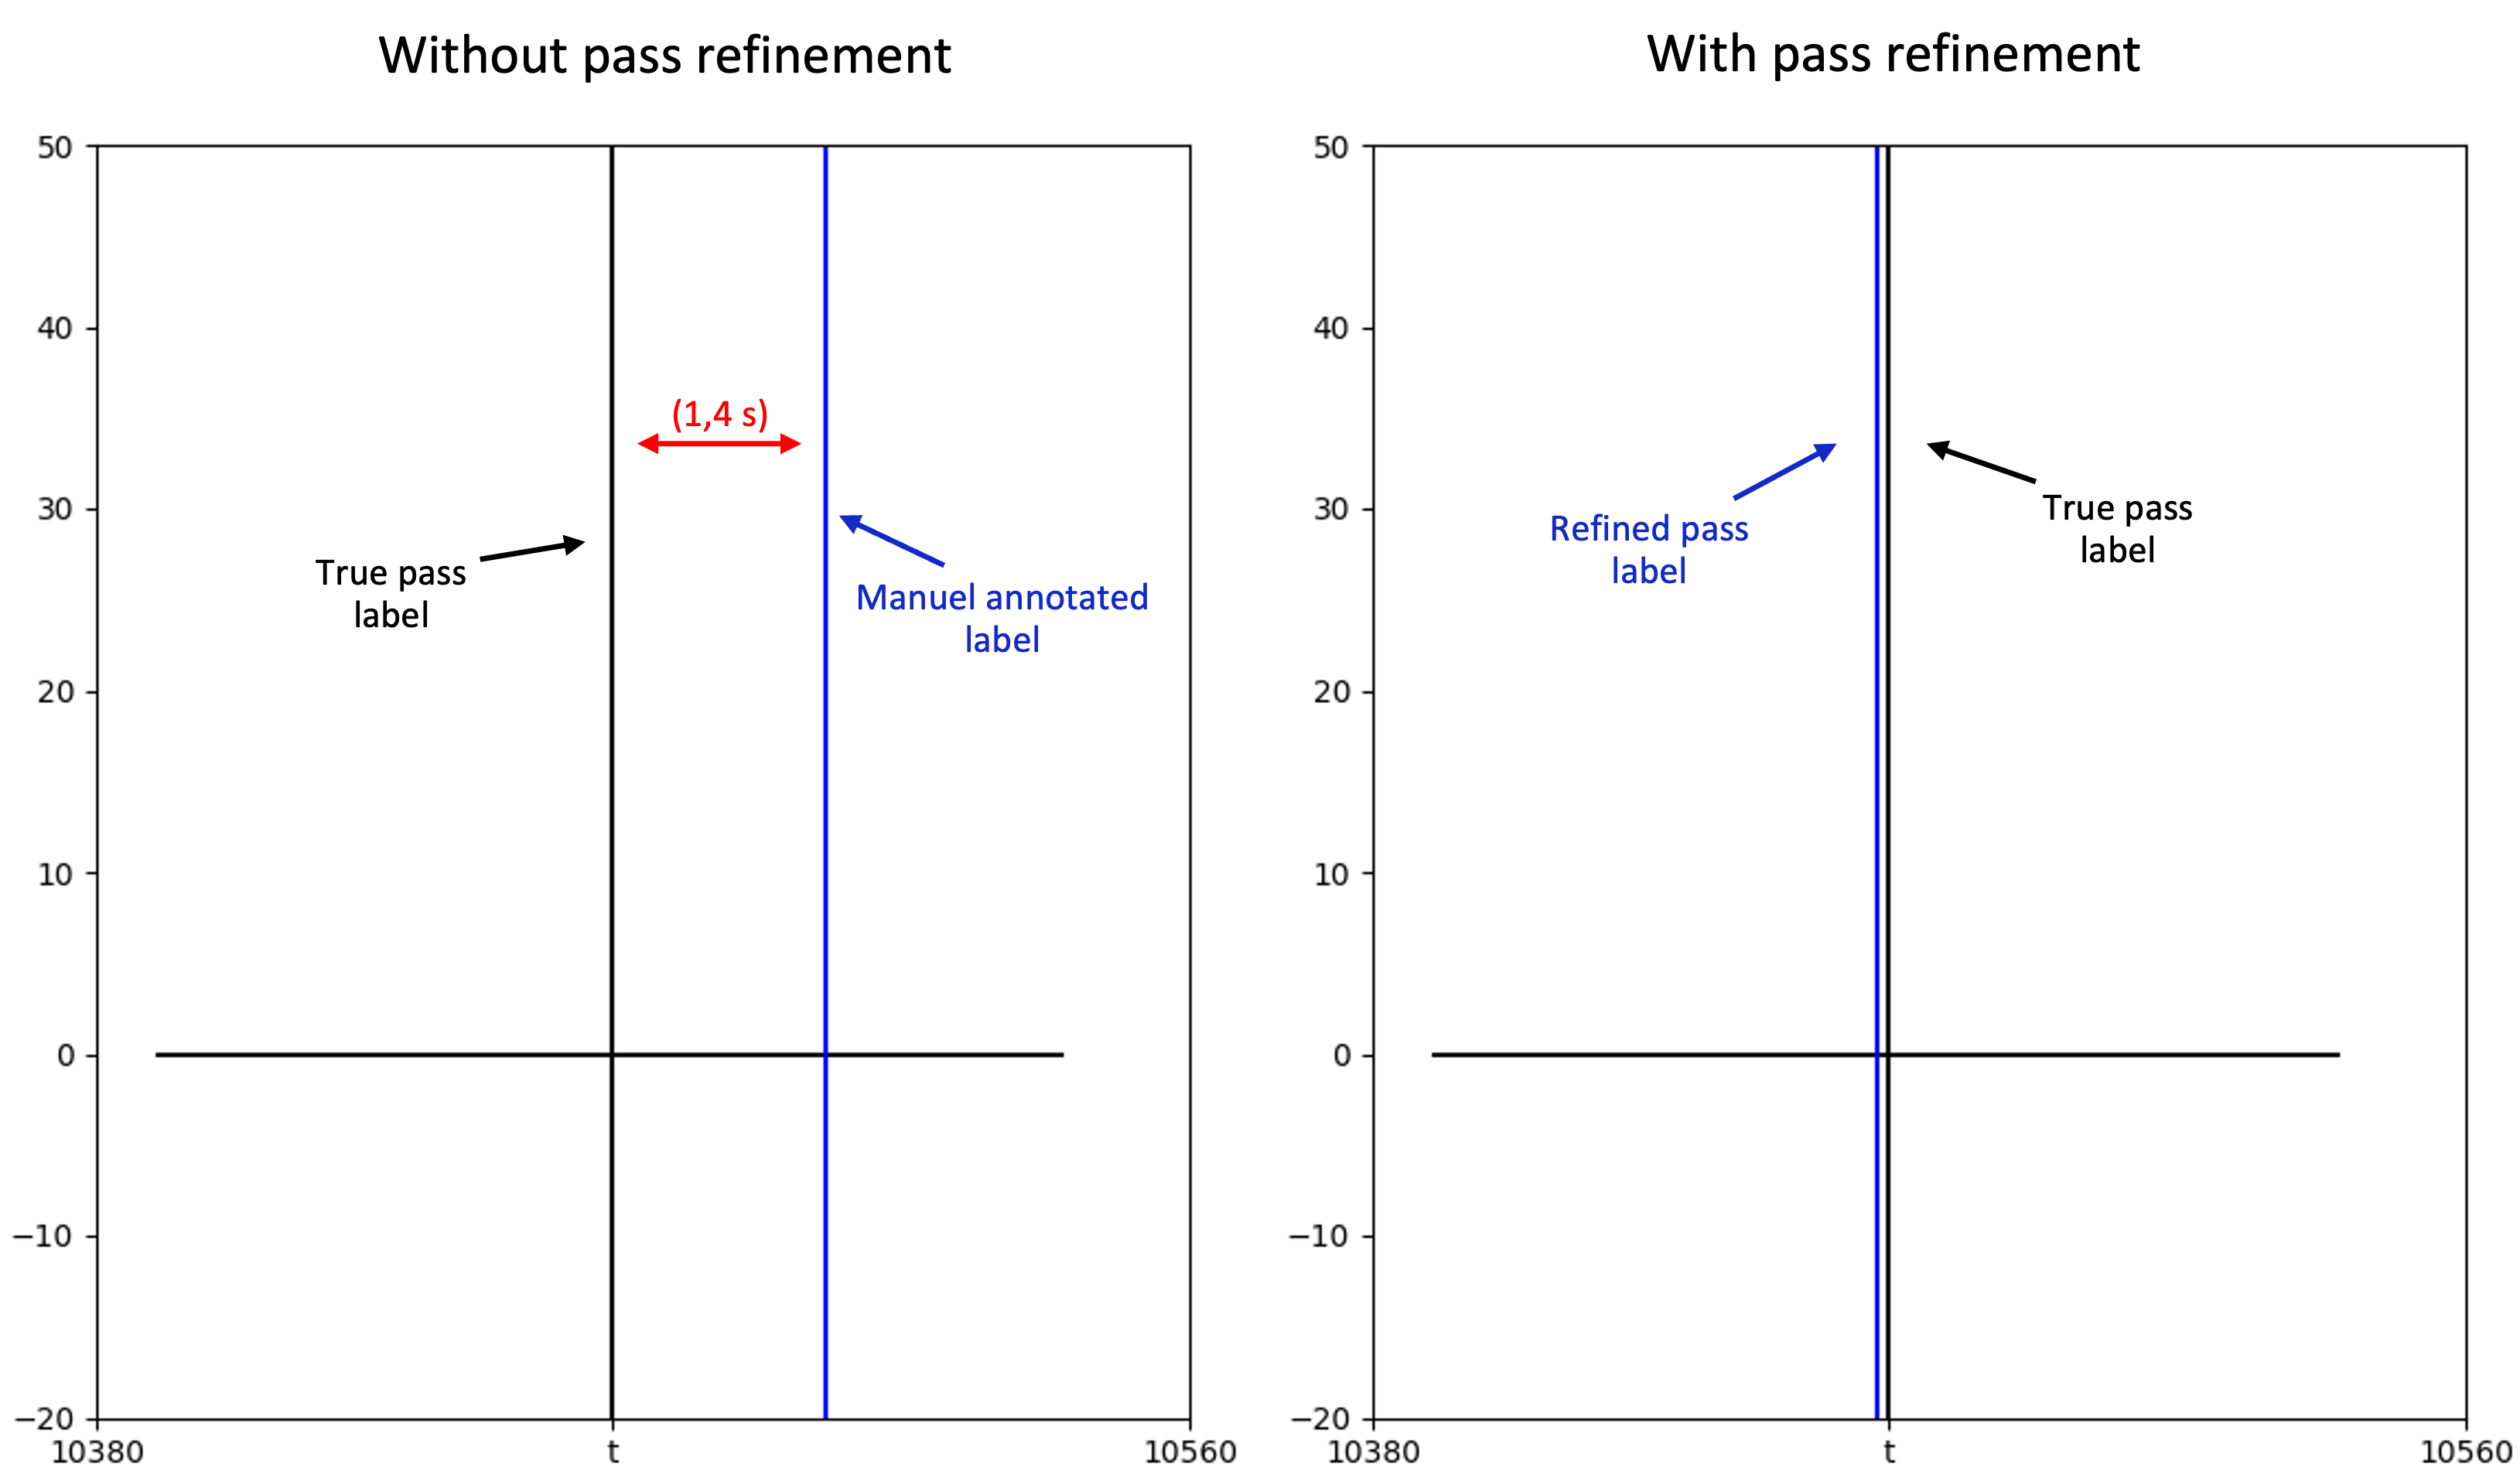 Without pass refinement
With pass refinement
50
40
30
20
10
0
−10
−20
10380
t
10560
(1,4 s)
True pass
label
Manuel annotated
label
50
40
30
20
10
0
−10
−20
10380
t
10560
Refined pass
label
True pass
label